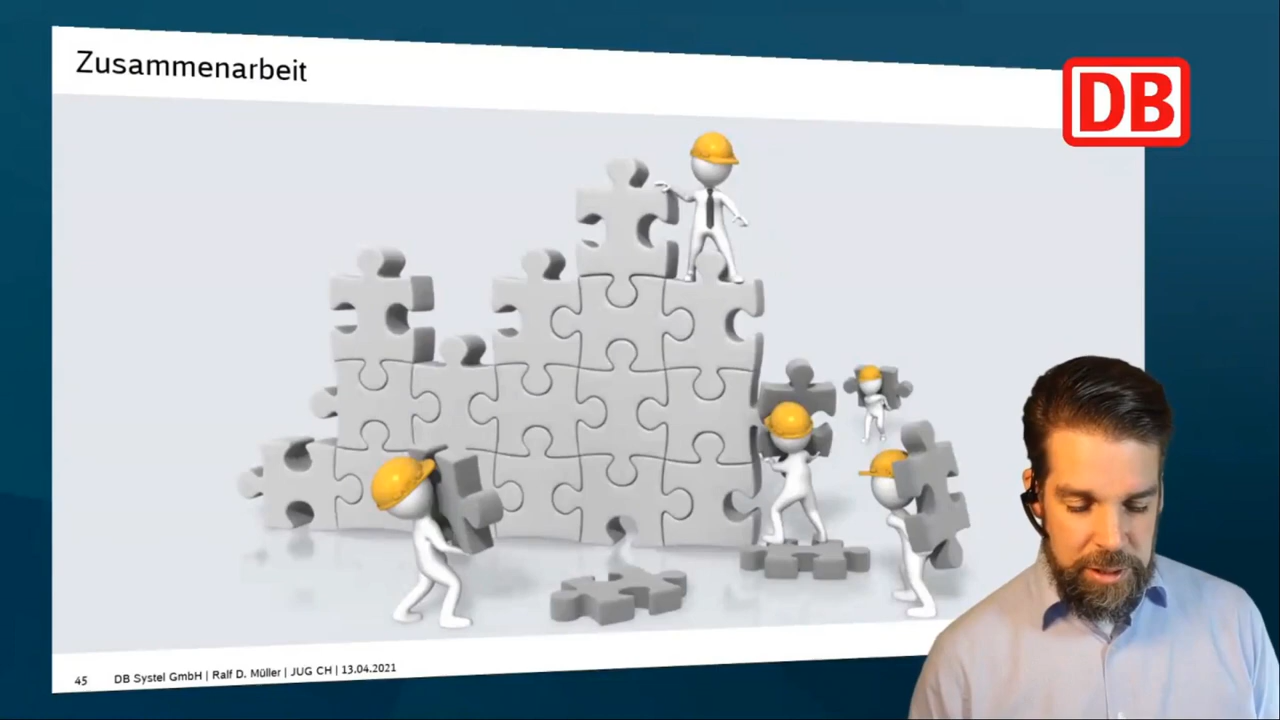 Zusammenarbeit
DB
45 DB Systel GmbH | Ralf D. Müller | JUG CH | 13.04.2021